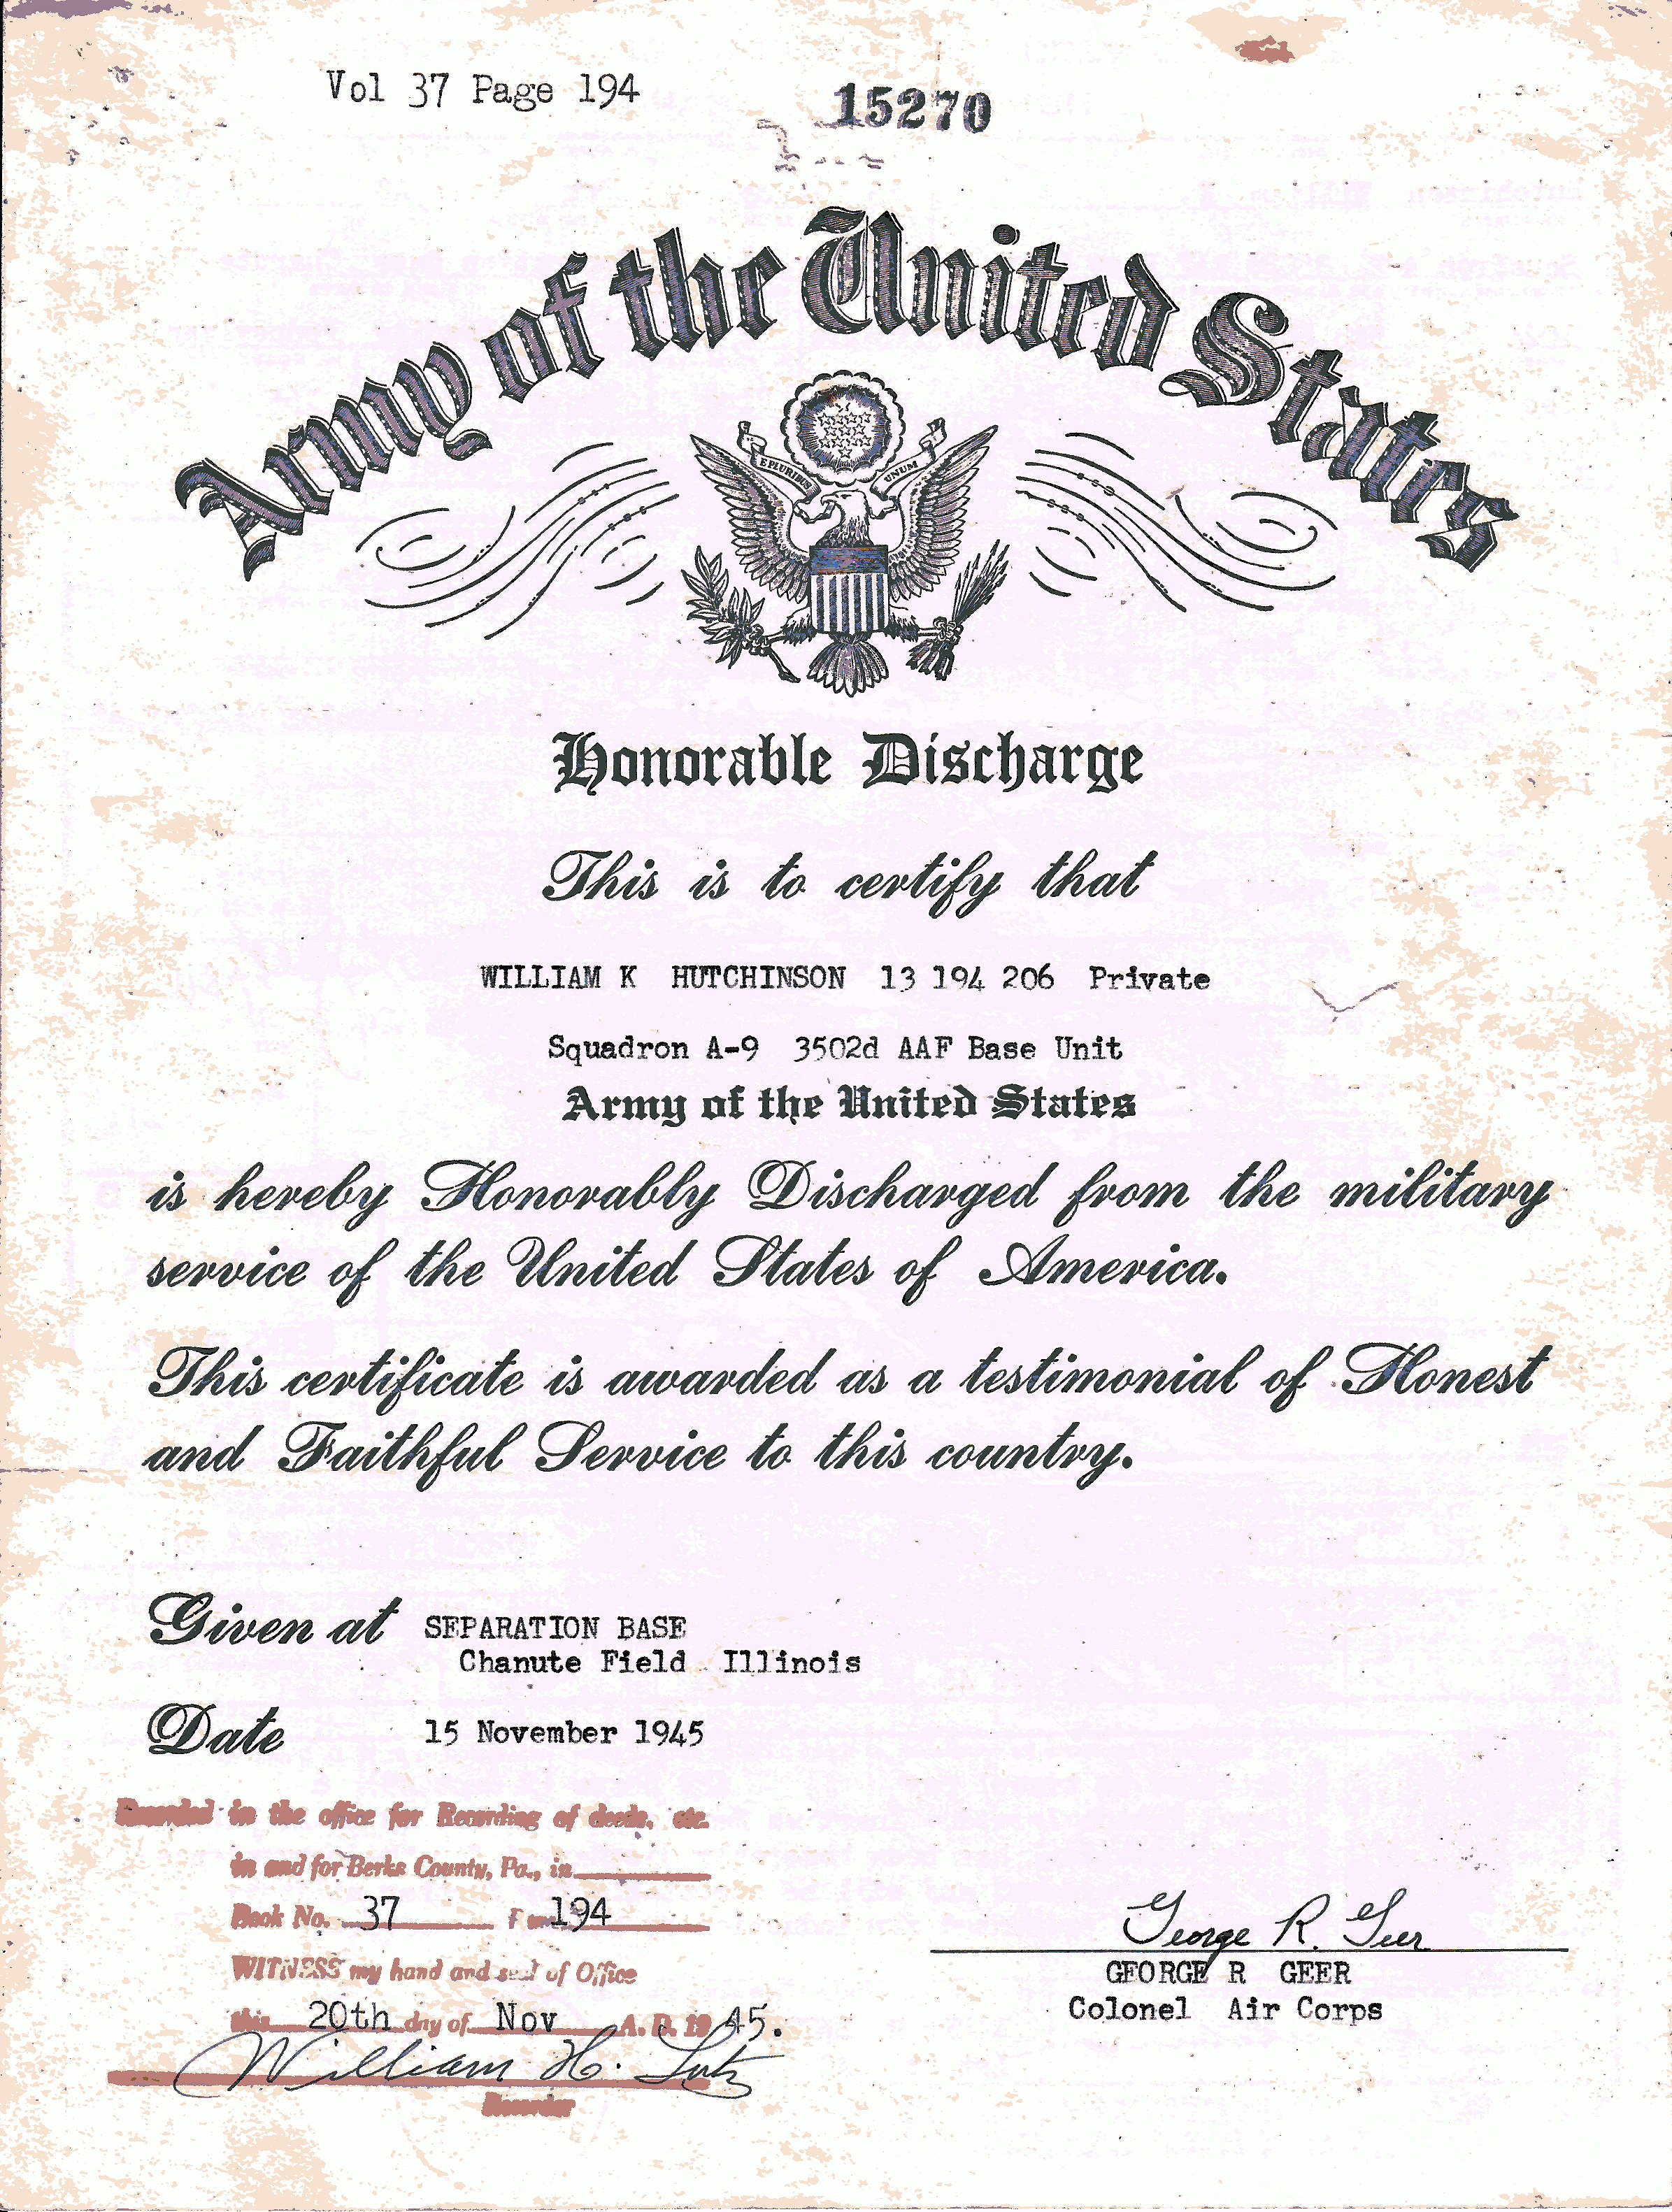 Vol 37 Page 194
15270
Army of the United States
E PLURIBUS UNUM
Honorable Discharge
This is to certify that
WILLIAM K HUTCHINSON 13 194 206 Private
Squadron A-9 3502d AAF Base Unit
Army of the United States
is hereby Honorably Discharged from the military
service of the United States of America.
This certificate is awarded as a testimonial of Honest
and Faithful Service to this country.
Given at SEPARATION BASE
Chanute Field Illinois
Date 15 November 1945
Recorded in the office for Recording of deeds, etc.
in and for Berks County, Pa., in
Book No. 37 194
WITNESS my hand and seal of Office
this 20th day of Nov A. D. 19 45.
William H. Lutz
Recorder
George R. Geer
GEORGE R GEER
Colonel Air Corps